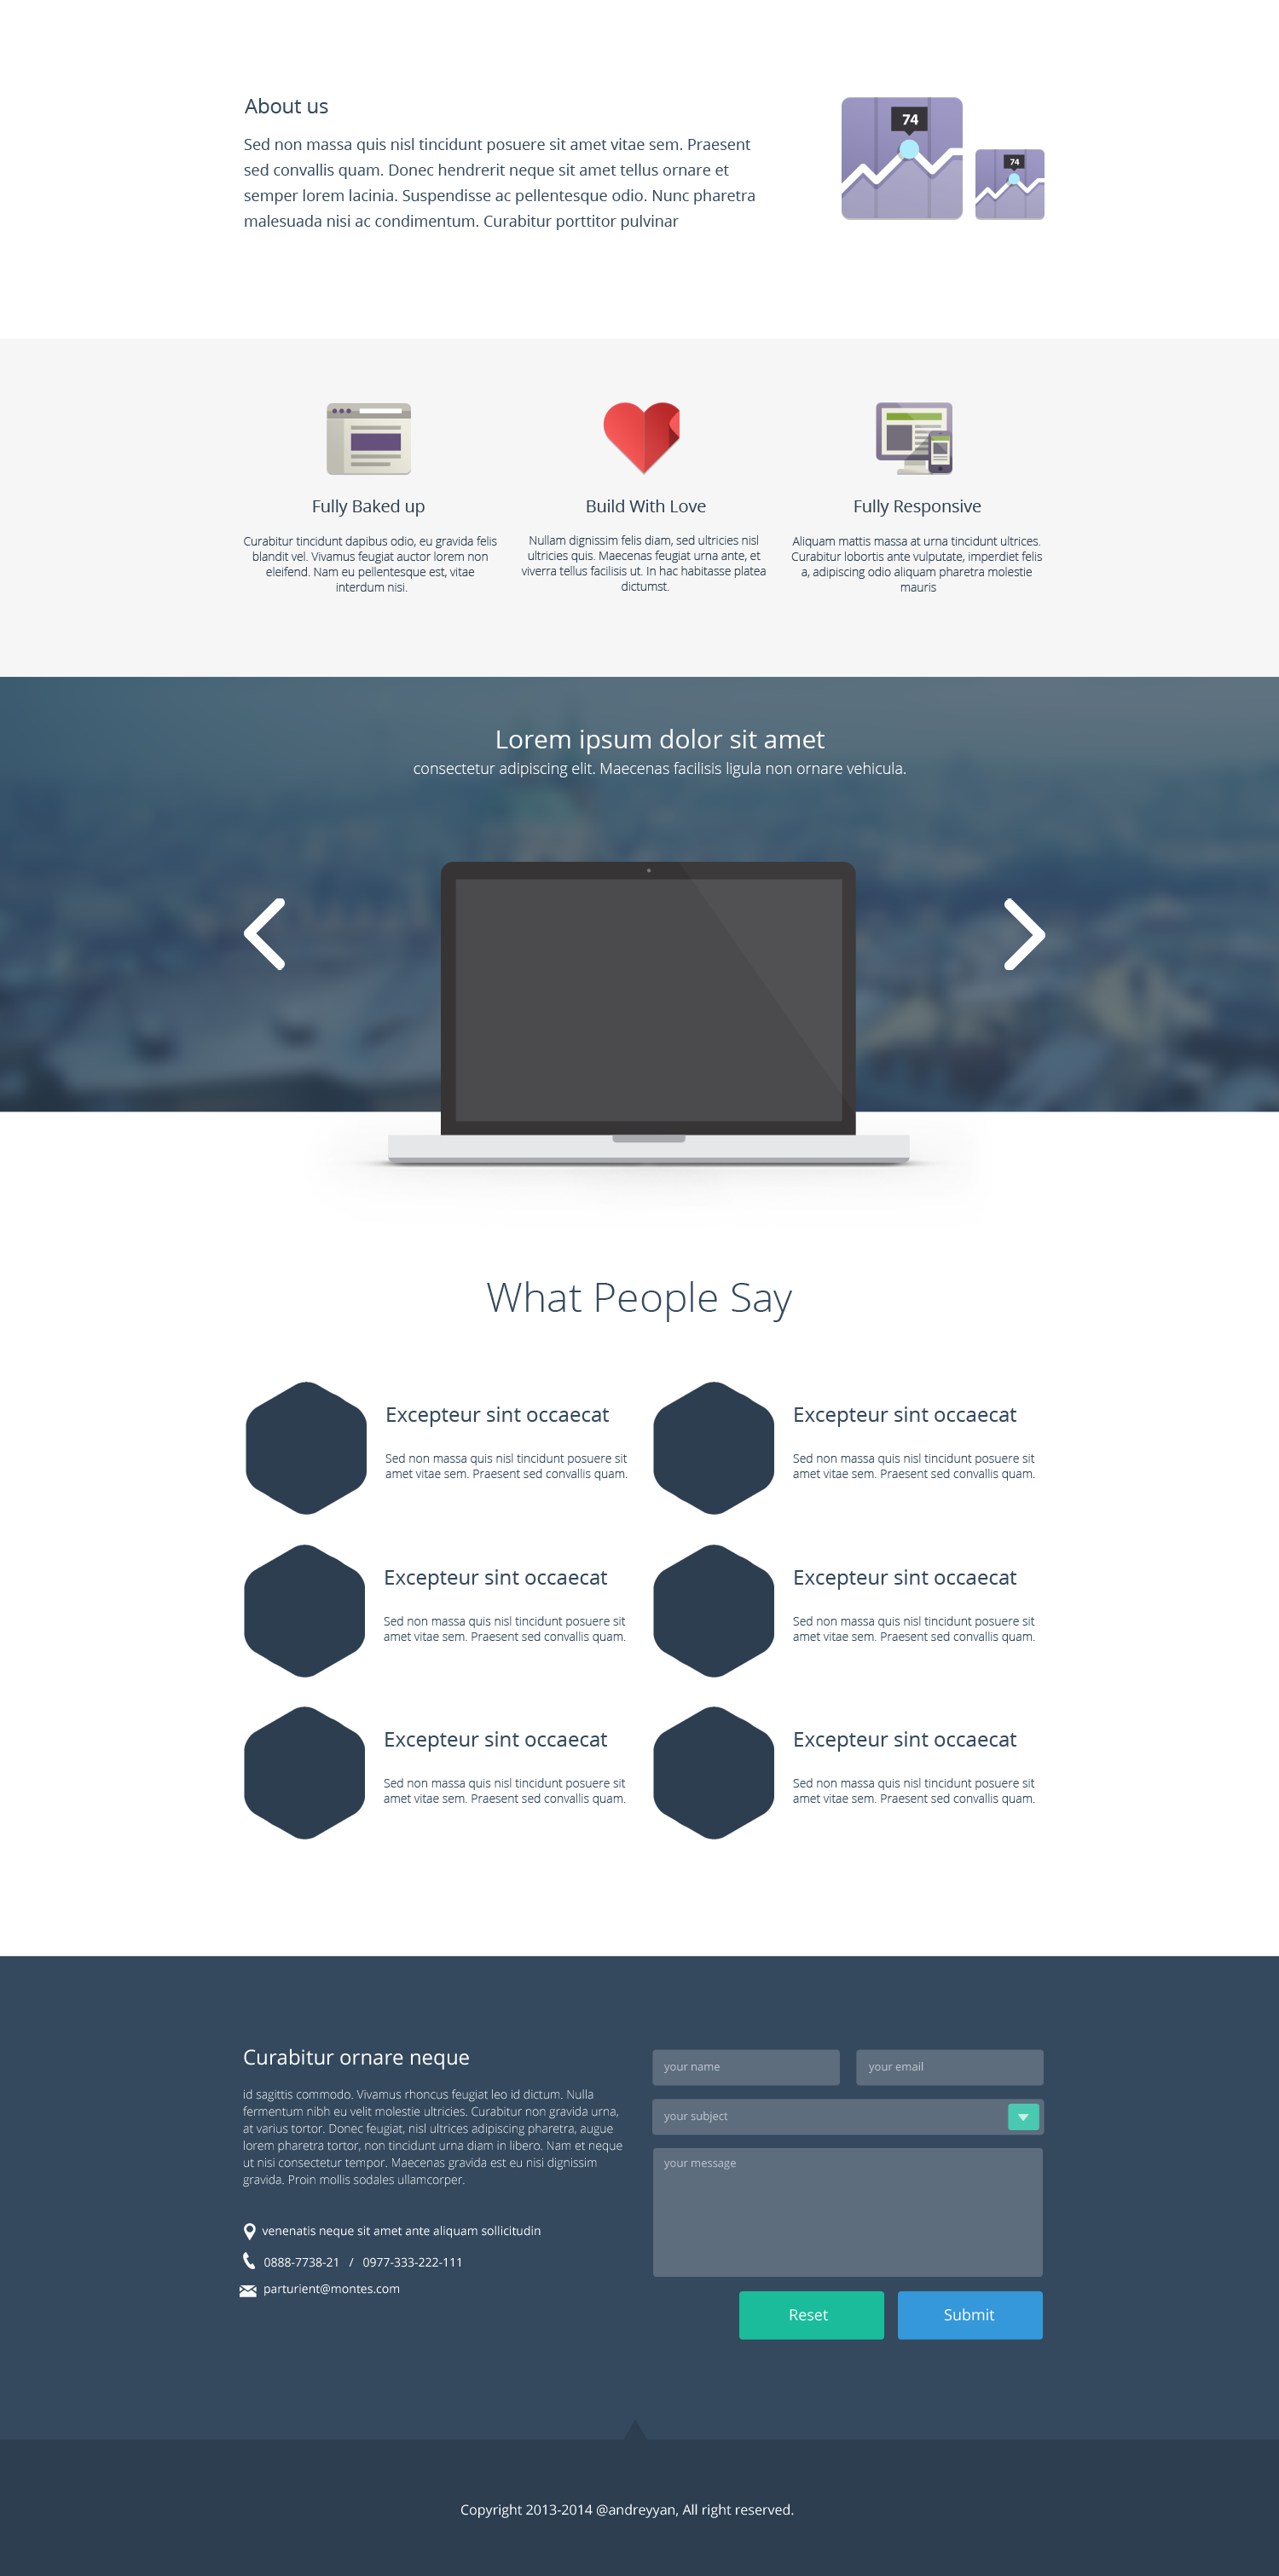 About us
Sed non massa quis nisl tincidunt posuere sit amet vitae sem. Praesent
sed convallis quam. Donec hendrerit neque sit amet tellus ornare et
semper lorem lacinia. Suspendisse ac pellentesque odio. Nunc pharetra
malesuada nisi ac condimentum. Curabitur porttitor pulvinar
74
74
Fully Baked up
Curabitur tincidunt dapibus odio, eu gravida felis
blandit vel. Vivamus feugiat auctor lorem non
eleifend. Nam eu pellentesque est, vitae
interdum nisi.
Build With Love
Nullam dignissim felis diam, sed ultricies nisl
ultricies quis. Maecenas feugiat urna ante, et
viverra tellus facilisis ut. In hac habitasse platea
dictumst.
Fully Responsive
Aliquam mattis massa at urna tincidunt ultrices.
Curabitur lobortis ante vulputate, imperdiet felis
a, adipiscing odio aliquam pharetra molestie
mauris
Lorem ipsum dolor sit amet
consectetur adipiscing elit. Maecenas facilisis ligula non ornare vehicula.
What People Say
Excepteur sint occaecat
Sed non massa quis nisl tincidunt posuere sit
amet vitae sem. Praesent sed convallis quam.
Excepteur sint occaecat
Sed non massa quis nisl tincidunt posuere sit
amet vitae sem. Praesent sed convallis quam.
Excepteur sint occaecat
Sed non massa quis nisl tincidunt posuere sit
amet vitae sem. Praesent sed convallis quam.
Excepteur sint occaecat
Sed non massa quis nisl tincidunt posuere sit
amet vitae sem. Praesent sed convallis quam.
Excepteur sint occaecat
Sed non massa quis nisl tincidunt posuere sit
amet vitae sem. Praesent sed convallis quam.
Excepteur sint occaecat
Sed non massa quis nisl tincidunt posuere sit
amet vitae sem. Praesent sed convallis quam.
Curabitur ornare neque
id sagittis commodo. Vivamus rhoncus feugiat leo id dictum. Nulla
fermentum nibh eu velit molestie ultricies. Curabitur non gravida urna,
at varius tortor. Donec feugiat, nisl ultrices adipiscing pharetra, augue
lorem pharetra tortor, non tincidunt urna diam in libero. Nam et neque
ut nisi consectetur tempor. Maecenas gravida est eu nisi dignissim
gravida. Proin mollis sodales ullamcorper.
venenatis neque sit amet ante aliquam sollicitudin
0888-7738-21 / 0977-333-222-111
parturient@montes.com
your name
your email
your subject
your message
Reset
Submit
Copyright 2013-2014 @andreyyan, All right reserved.